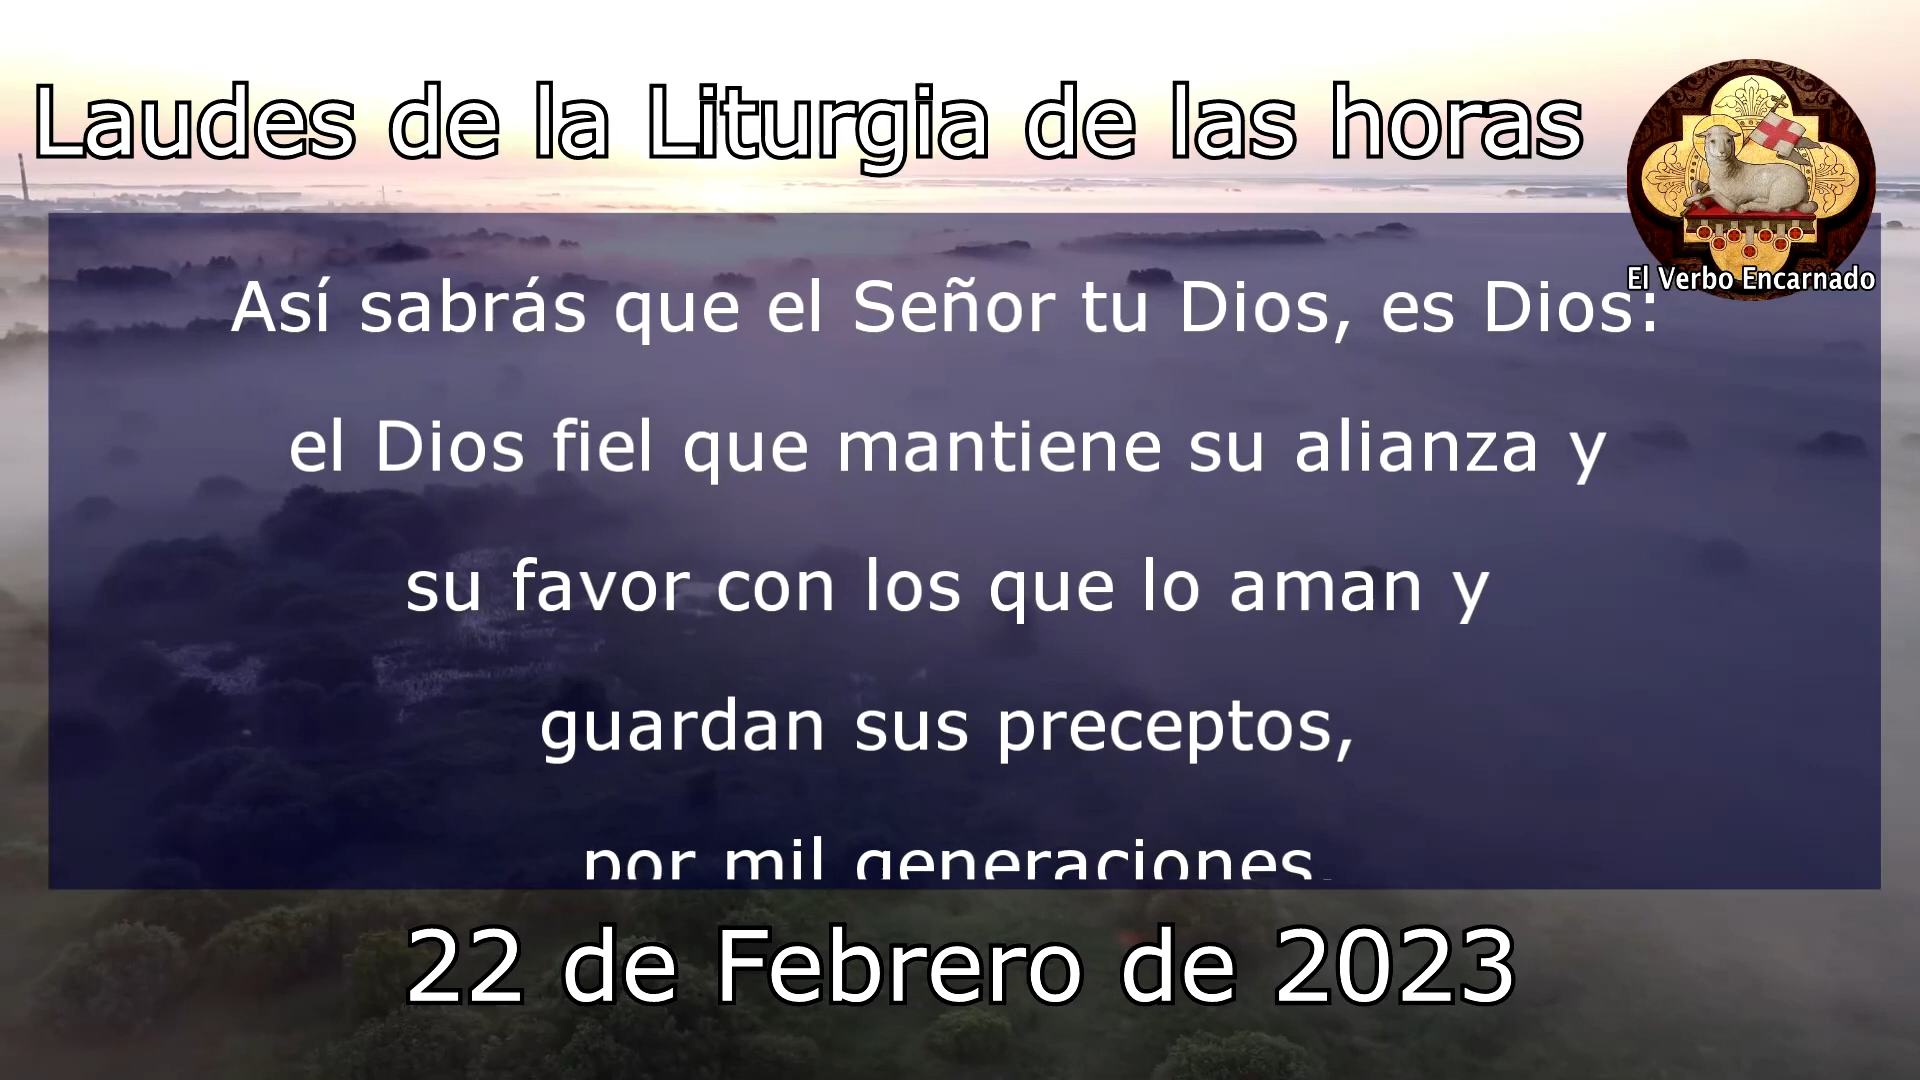 Laudes de la Liturgia de las horas
El Verbo Encarnado
Así sabrás que el Señor tu Dios, es Dios:
el Dios fiel que mantiene su alianza y
su favor con los que lo aman y
guardan sus preceptos,
por mil generaciones.
22 de Febrero de 2023